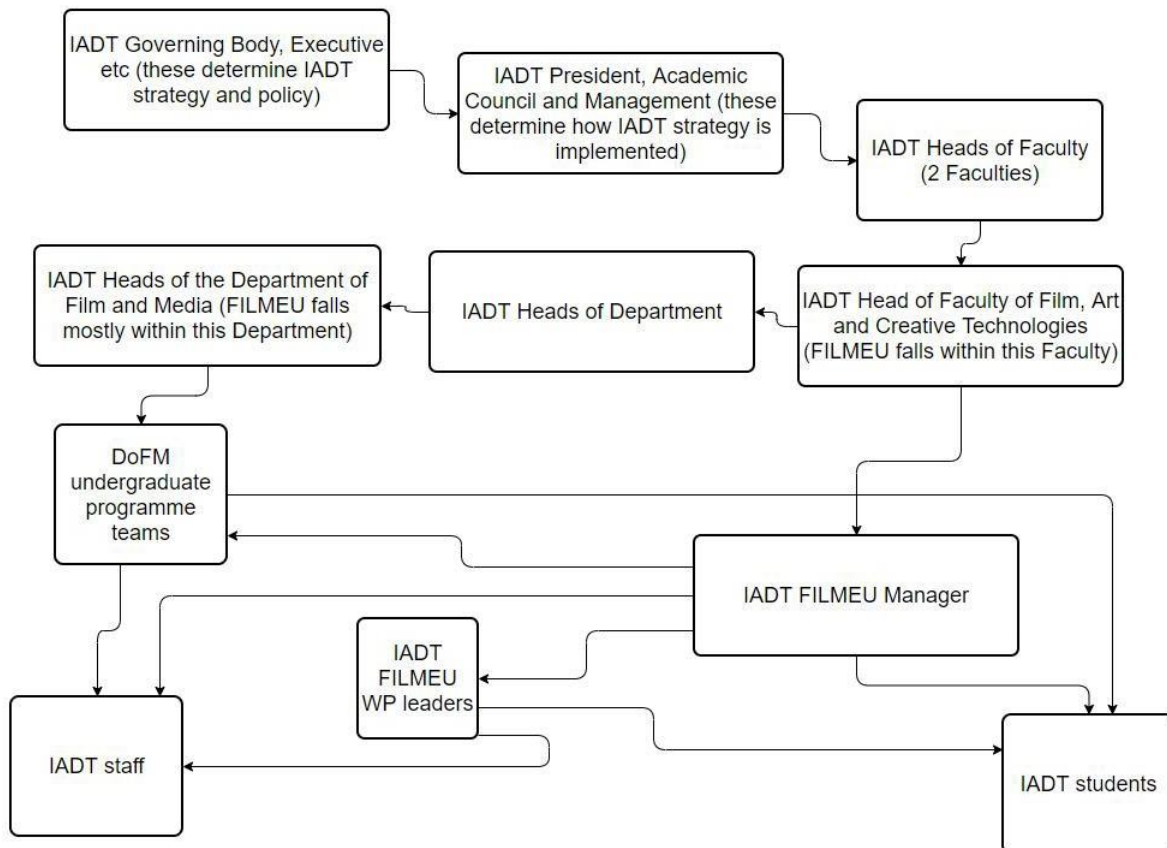 IADT Governing Body, Executive
etc (these determine IADT
strategy and policy)
IADT President, Academic
Council and Management (these
determine how IADT strategy is
implemented)
IADT Heads of Faculty
(2 Faculties)
IADT Heads of the Department of
Film and Media (FILMEU falls
mostly within this Department)
IADT Heads of Department
IADT Head of Faculty of Film, Art
and Creative Technologies
(FILMEU falls within this Faculty)
DoFM
undergraduate
programme
teams
IADT FILMEU Manager
IADT
FILMEU
WP leaders
IADT staff
IADT students